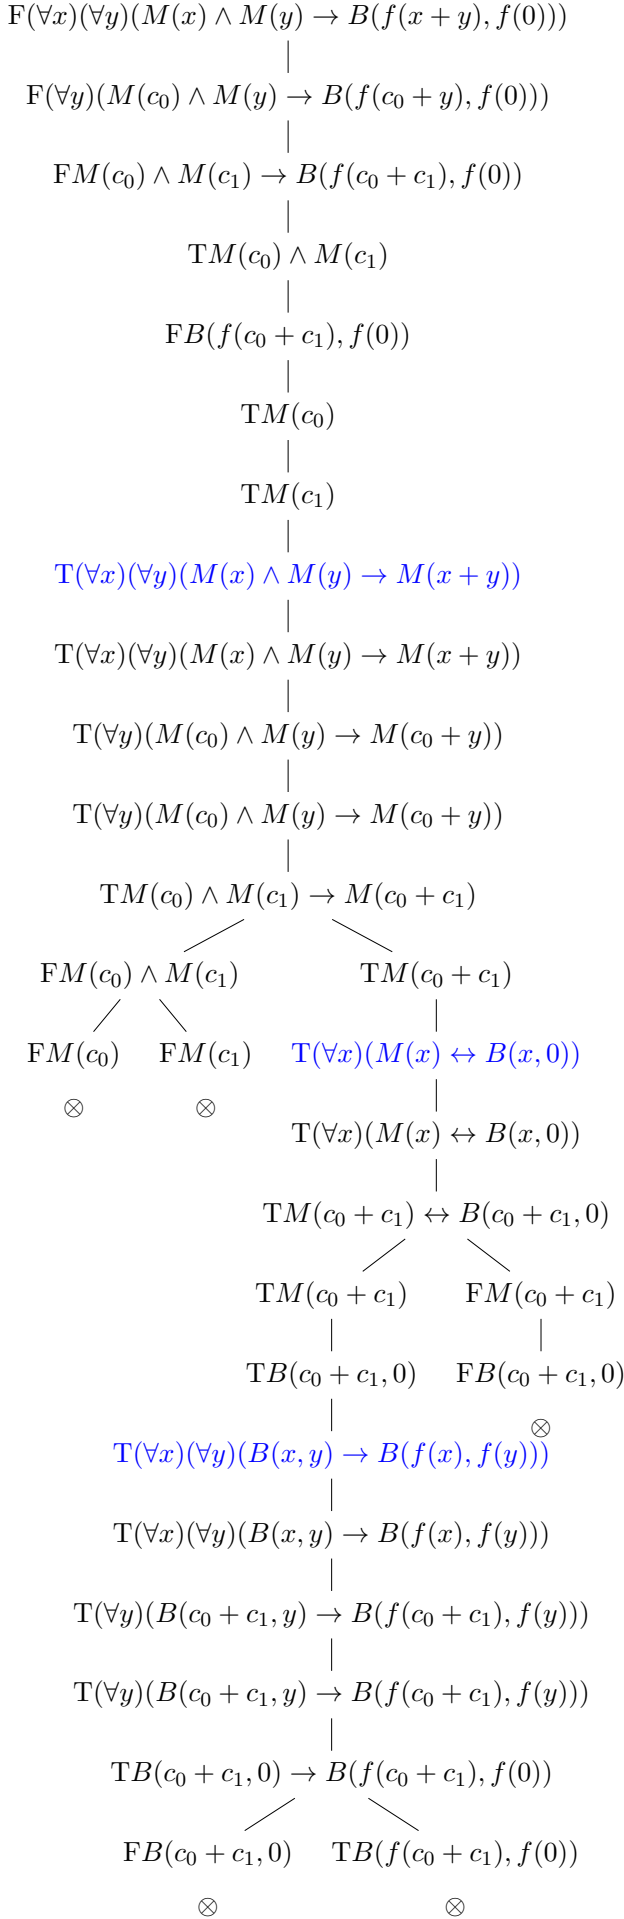 F(∀x)(∀y)(M(x) ∧ M(y) → B(f(x + y), f(0)))
F(∀y)(M(c₀) ∧ M(y) → B(f(c₀ + y), f(0)))
FM(c₀) ∧ M(c₁) → B(f(c₀ + c₁), f(0))
TM(c₀) ∧ M(c₁)
FB(f(c₀ + c₁), f(0))
TM(c₀)
TM(c₁)
T(∀x)(∀y)(M(x) ∧ M(y) → M(x + y))
T(∀x)(∀y)(M(x) ∧ M(y) → M(x + y))
T(∀y)(M(c₀) ∧ M(y) → M(c₀ + y))
T(∀y)(M(c₀) ∧ M(y) → M(c₀ + y))
TM(c₀) ∧ M(c₁) → M(c₀ + c₁)
FM(c₀) ∧ M(c₁) TM(c₀ + c₁)
FM(c₀) FM(c₁) T(∀x)(M(x) ↔ B(x, 0))
⊗ ⊗
T(∀x)(M(x) ↔ B(x, 0))
TM(c₀ + c₁) ↔ B(c₀ + c₁, 0)
TM(c₀ + c₁) FM(c₀ + c₁)
TB(c₀ + c₁, 0) FB(c₀ + c₁, 0)
⊗
T(∀x)(∀y)(B(x, y) → B(f(x), f(y)))
T(∀x)(∀y)(B(x, y) → B(f(x), f(y)))
T(∀y)(B(c₀ + c₁, y) → B(f(c₀ + c₁), f(y)))
T(∀y)(B(c₀ + c₁, y) → B(f(c₀ + c₁), f(y)))
TB(c₀ + c₁, 0) → B(f(c₀ + c₁), f(0))
FB(c₀ + c₁, 0) TB(f(c₀ + c₁), f(0))
⊗ ⊗